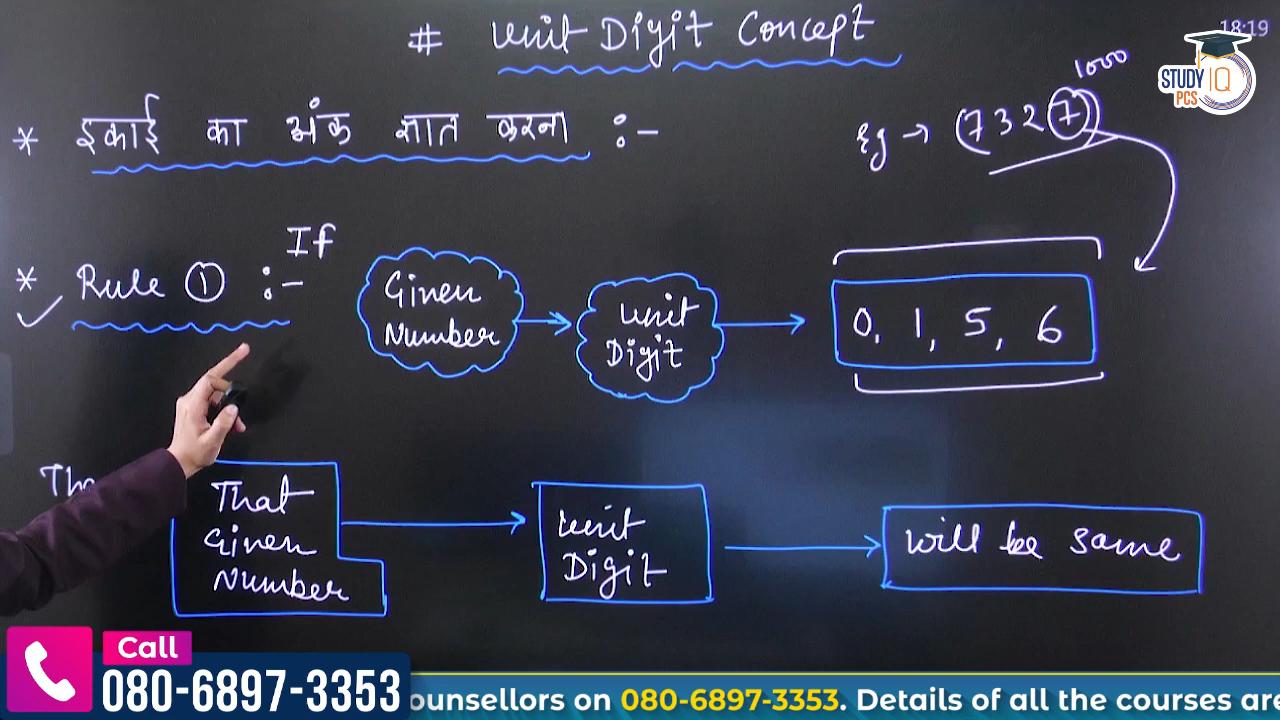 # Unit Digit Concept
18:19
STUDY IQ
PCS
* इकाई का अंक ज्ञात करना :-
Eg → (7327)¹⁰⁰⁰
* Rule ① :- If
Given
Number
Unit
Digit
0, 1, 5, 6
That
Given
Number
Unit
Digit
will be same
Call
080-6897-3353
ounsellors on 080-6897-3353. Details of all the courses are